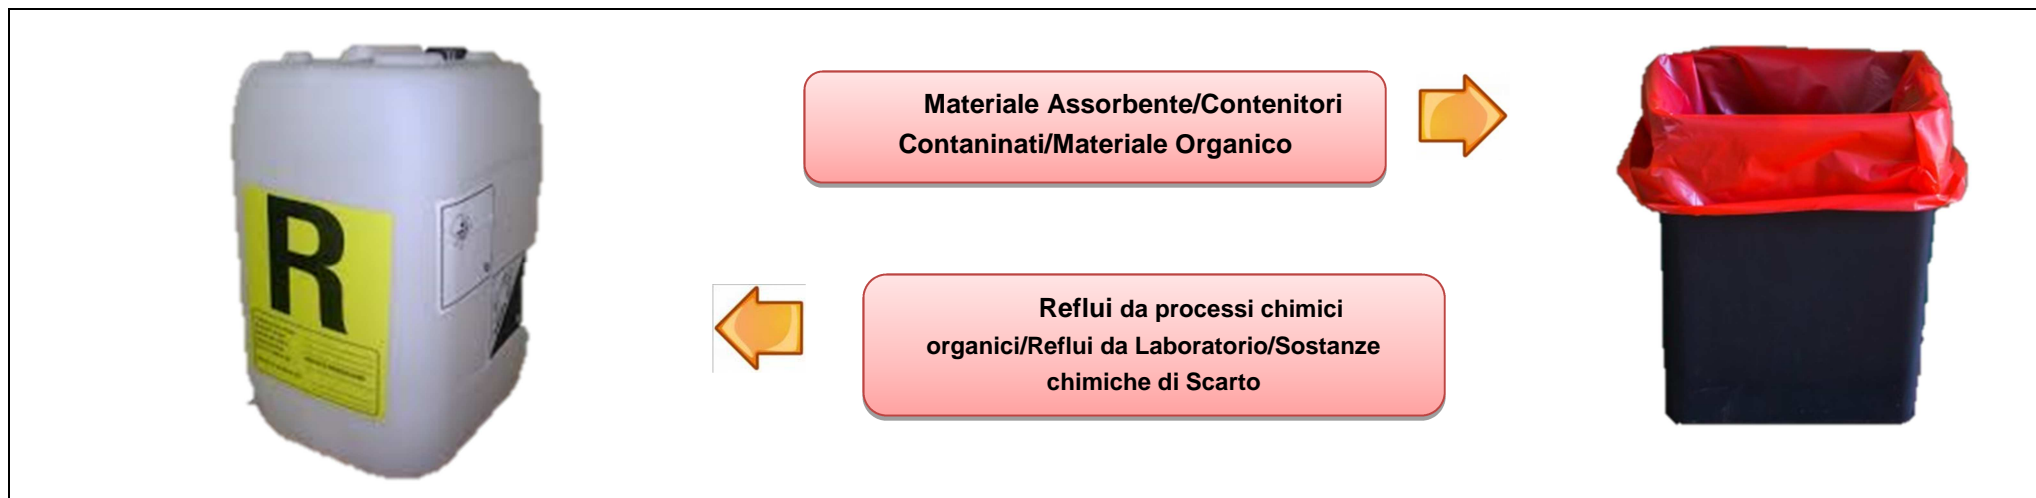 R
Materiale Assorbente/Contenitori
Contaninati/Materiale Organico
Reflui da processi chimici
organici/Reflui da Laboratorio/Sostanze
chimiche di Scarto